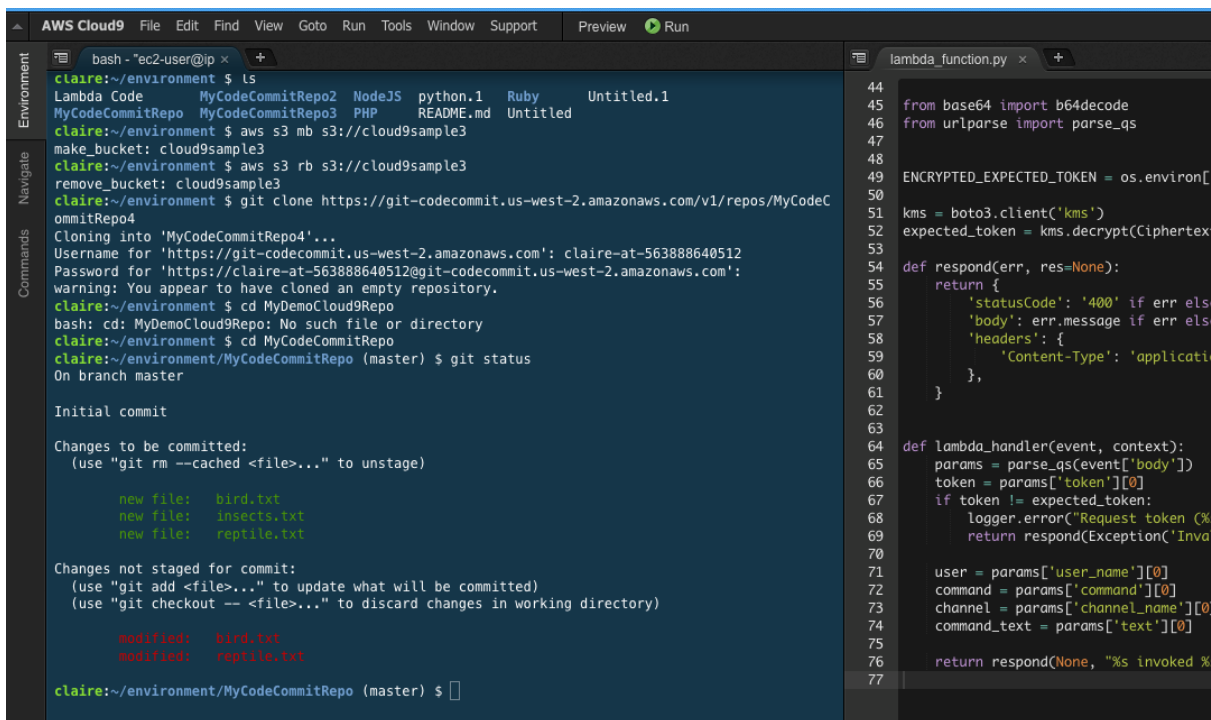 AWS Cloud9 File Edit Find View Goto Run Tools Window Support Preview Run
Environment
Navigate
Commands
bash - "ec2-user@ip × +
claire:~/environment $ ls
Lambda Code MyCodeCommitRepo2 NodeJS python.1 Ruby Untitled.1
MyCodeCommitRepo MyCodeCommitRepo3 PHP README.md Untitled
claire:~/environment $ aws s3 mb s3://cloud9sample3
make_bucket: cloud9sample3
claire:~/environment $ aws s3 rb s3://cloud9sample3
remove_bucket: cloud9sample3
claire:~/environment $ git clone https://git-codecommit.us-west-2.amazonaws.com/v1/repos/MyCodeC
ommitRepo4
Cloning into 'MyCodeCommitRepo4'...
Username for 'https://git-codecommit.us-west-2.amazonaws.com': claire-at-563888640512
Password for 'https://claire-at-563888640512@git-codecommit.us-west-2.amazonaws.com':
warning: You appear to have cloned an empty repository.
claire:~/environment $ cd MyDemoCloud9Repo
bash: cd: MyDemoCloud9Repo: No such file or directory
claire:~/environment $ cd MyCodeCommitRepo
claire:~/environment/MyCodeCommitRepo (master) $ git status
On branch master
Initial commit
Changes to be committed:
(use "git rm --cached <file>..." to unstage)
new file: bird.txt
new file: insects.txt
new file: reptile.txt
Changes not staged for commit:
(use "git add <file>..." to update what will be committed)
(use "git checkout -- <file>..." to discard changes in working directory)
modified: bird.txt
modified: reptile.txt
claire:~/environment/MyCodeCommitRepo (master) $
lambda_function.py × +
44
45 from base64 import b64decode
46 from urlparse import parse_qs
47
48
49 ENCRYPTED_EXPECTED_TOKEN = os.environ[
50
51 kms = boto3.client('kms')
52 expected_token = kms.decrypt(Ciphertext
53
54 def respond(err, res=None):
55 return {
56 'statusCode': '400' if err else
57 'body': err.message if err else
58 'headers': {
59 'Content-Type': 'applicatio
60 },
61 }
62
63
64 def lambda_handler(event, context):
65 params = parse_qs(event['body'])
66 token = params['token'][0]
67 if token != expected_token:
68 logger.error("Request token (%
69 return respond(Exception('Inva
70
71 user = params['user_name'][0]
72 command = params['command'][0]
73 channel = params['channel_name'][0]
74 command_text = params['text'][0]
75
76 return respond(None, "%s invoked %
77